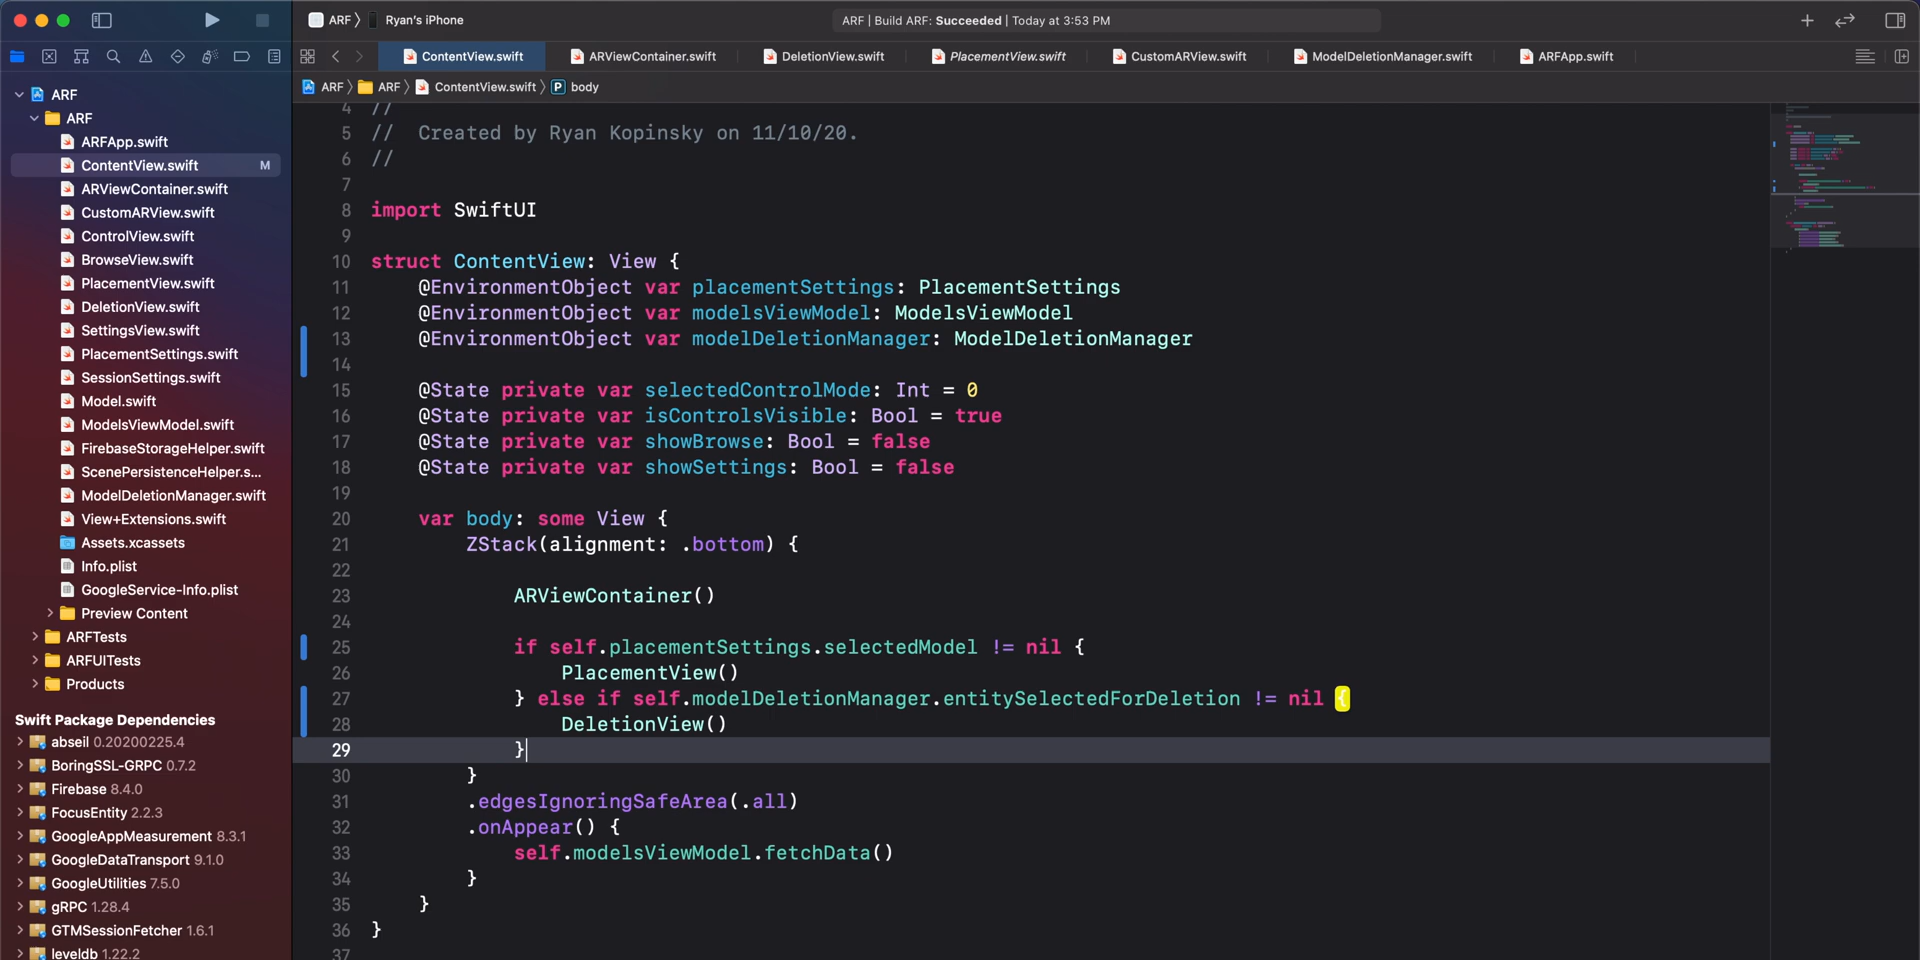 ARF
Ryan's iPhone
ARF | Build ARF: Succeeded | Today at 3:53 PM
ContentView.swift
ARViewContainer.swift
DeletionView.swift
PlacementView.swift
CustomARView.swift
ModelDeletionManager.swift
ARFApp.swift
ARF
ARF
ContentView.swift
P body
ARF
ARF
ARFApp.swift
ContentView.swift M
ARViewContainer.swift
CustomARView.swift
ControlView.swift
BrowseView.swift
PlacementView.swift
DeletionView.swift
SettingsView.swift
PlacementSettings.swift
SessionSettings.swift
Model.swift
ModelsViewModel.swift
FirebaseStorageHelper.swift
ScenePersistenceHelper.s...
ModelDeletionManager.swift
View+Extensions.swift
Assets.xcassets
Info.plist
GoogleService-Info.plist
Preview Content
ARFTests
ARFUITests
Products
Swift Package Dependencies
abseil 0.20200225.4
BoringSSL-GRPC 0.7.2
Firebase 8.4.0
FocusEntity 2.2.3
GoogleAppMeasurement 8.3.1
GoogleDataTransport 9.1.0
GoogleUtilities 7.5.0
gRPC 1.28.4
GTMSessionFetcher 1.6.1
leveldb 1.22.2
4 //
5 //  Created by Ryan Kopinsky on 11/10/20.
6 //
7
8 import SwiftUI
9
10 struct ContentView: View {
11     @EnvironmentObject var placementSettings: PlacementSettings
12     @EnvironmentObject var modelsViewModel: ModelsViewModel
13     @EnvironmentObject var modelDeletionManager: ModelDeletionManager
14
15     @State private var selectedControlMode: Int = 0
16     @State private var isControlsVisible: Bool = true
17     @State private var showBrowse: Bool = false
18     @State private var showSettings: Bool = false
19
20     var body: some View {
21         ZStack(alignment: .bottom) {
22
23             ARViewContainer()
24
25             if self.placementSettings.selectedModel != nil {
26                 PlacementView()
27             } else if self.modelDeletionManager.entitySelectedForDeletion != nil {
28                 DeletionView()
29             }
30         }
31         .edgesIgnoringSafeArea(.all)
32         .onAppear() {
33             self.modelsViewModel.fetchData()
34         }
35     }
36 }
37